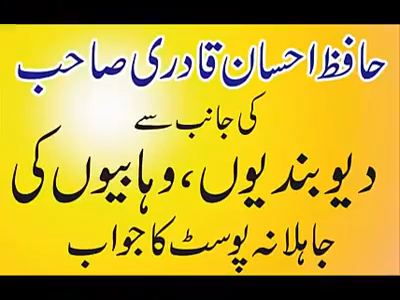 حافظ احسان قادری صاحب
کی جانب سے
دیوبندیوں، وہابیوں کی
جاہلانہ پوسٹ کا جواب